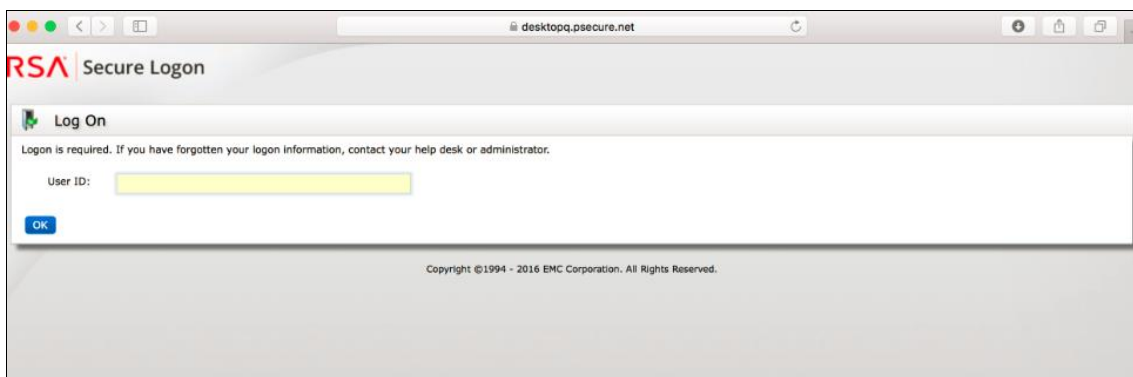 desktopq.psecure.net
RSA Secure Logon
Log On
Logon is required. If you have forgotten your logon information, contact your help desk or administrator.
User ID:
OK
Copyright ©1994 - 2016 EMC Corporation. All Rights Reserved.